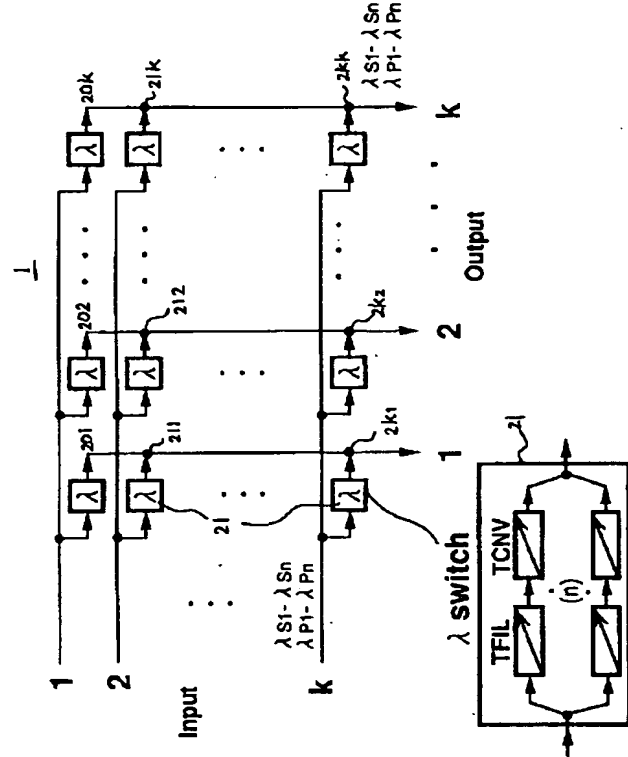 1
20k
21k
2kk
λS1-λSn
λP1-λPn
k
λ
λ
λ
. . .
202
212
2k2
2
λ
λ
λ
Output
201
211
2k1
1
λ
λ
λ
21
1
2
k
Input
λS1-λSn
λP1-λPn
λ switch
21
TFIL
TCNV
(n)